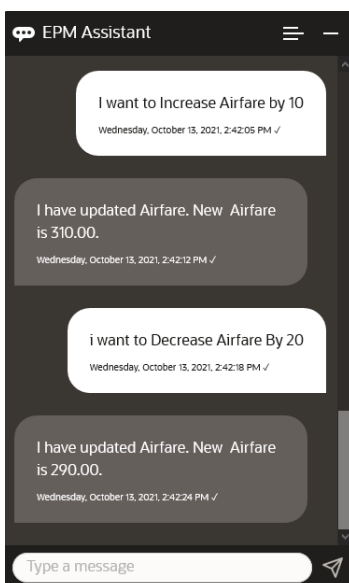 EPM Assistant
I want to Increase Airfare by 10
Wednesday, October 13, 2021, 2:42:05 PM ✓
I have updated Airfare. New Airfare
is 310.00.
Wednesday, October 13, 2021, 2:42:12 PM ✓
i want to Decrease Airfare By 20
Wednesday, October 13, 2021, 2:42:18 PM ✓
I have updated Airfare. New Airfare
is 290.00.
Wednesday, October 13, 2021, 2:42:24 PM ✓
Type a message